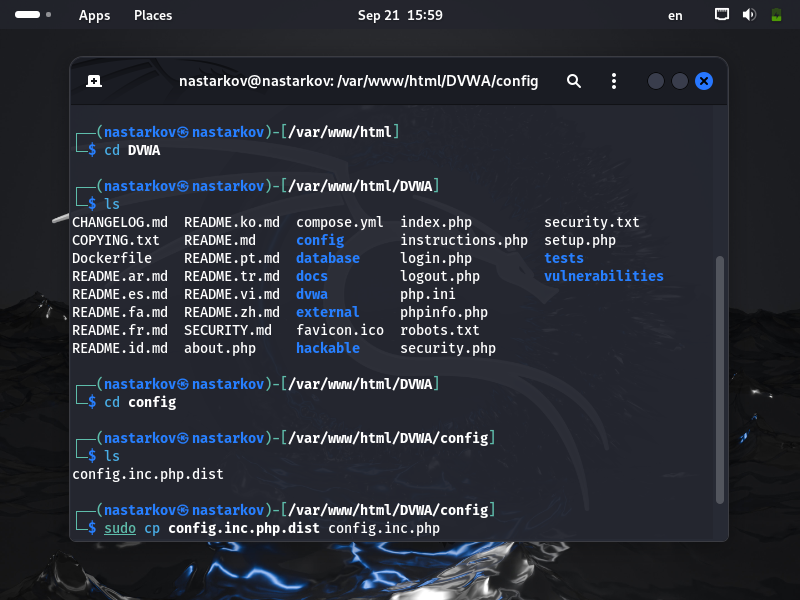 Apps Places Sep 21 15:59 en
nastarkov@nastarkov: /var/www/html/DVWA/config
┌──(nastarkov㉿nastarkov)-[/var/www/html]
└─$ cd DVWA
┌──(nastarkov㉿nastarkov)-[/var/www/html/DVWA]
└─$ ls
CHANGELOG.md README.ko.md compose.yml index.php security.txt
COPYING.txt README.md config instructions.php setup.php
Dockerfile README.pt.md database login.php tests
README.ar.md README.tr.md docs logout.php vulnerabilities
README.es.md README.vi.md dvwa php.ini
README.fa.md README.zh.md external phpinfo.php
README.fr.md SECURITY.md favicon.ico robots.txt
README.id.md about.php hackable security.php
┌──(nastarkov㉿nastarkov)-[/var/www/html/DVWA]
└─$ cd config
┌──(nastarkov㉿nastarkov)-[/var/www/html/DVWA/config]
└─$ ls
config.inc.php.dist
┌──(nastarkov㉿nastarkov)-[/var/www/html/DVWA/config]
└─$ sudo cp config.inc.php.dist config.inc.php